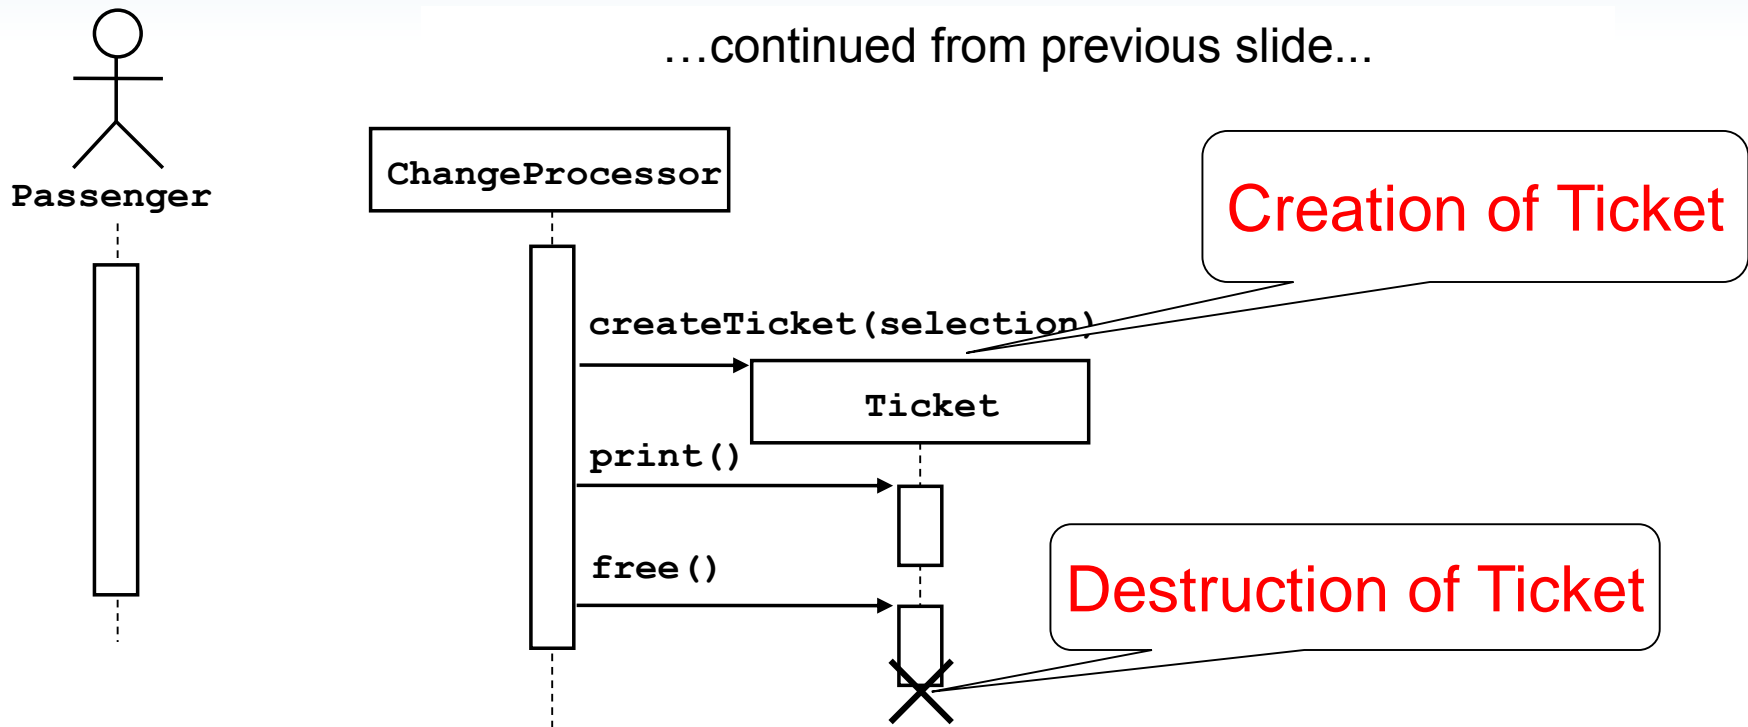 …continued from previous slide...
ChangeProcessor
Passenger
Creation of Ticket
createTicket(selection)
Ticket
print()
free()
Destruction of Ticket